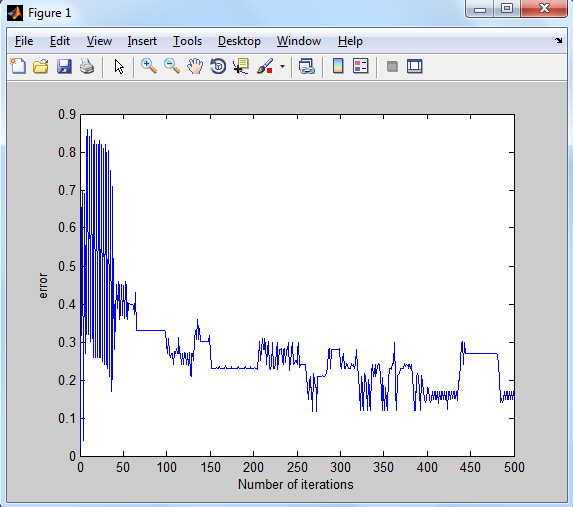 Figure 1
File Edit View Insert Tools Desktop Window Help
0.9
0.8
0.7
0.6
0.5
0.4
0.3
0.2
0.1
0
error
0 50 100 150 200 250 300 350 400 450 500
Number of iterations